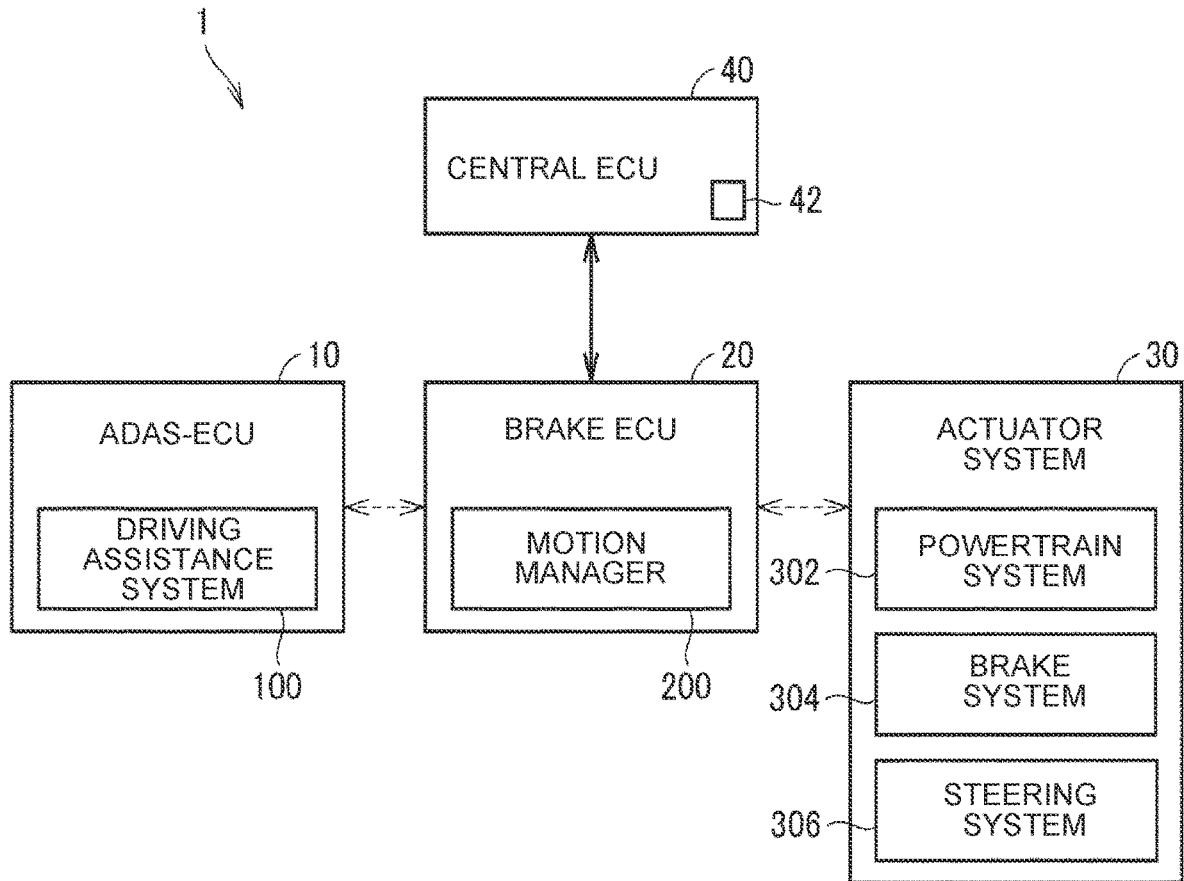 1
40
CENTRAL ECU
42
10
20
30
ADAS-ECU
BRAKE ECU
ACTUATOR
SYSTEM
DRIVING
ASSISTANCE
SYSTEM
MOTION
MANAGER
POWERTRAIN
SYSTEM
302
100
200
BRAKE
SYSTEM
304
STEERING
SYSTEM
306